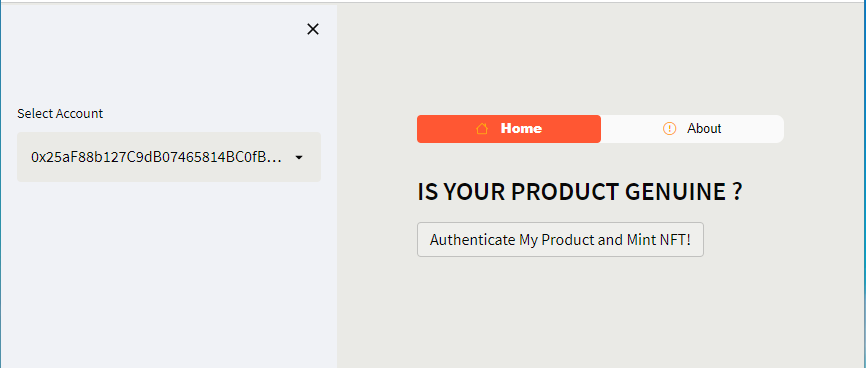 Select Account
0x25aF88b127C9dB07465814BC0fB...
Home
About
IS YOUR PRODUCT GENUINE ?
Authenticate My Product and Mint NFT!